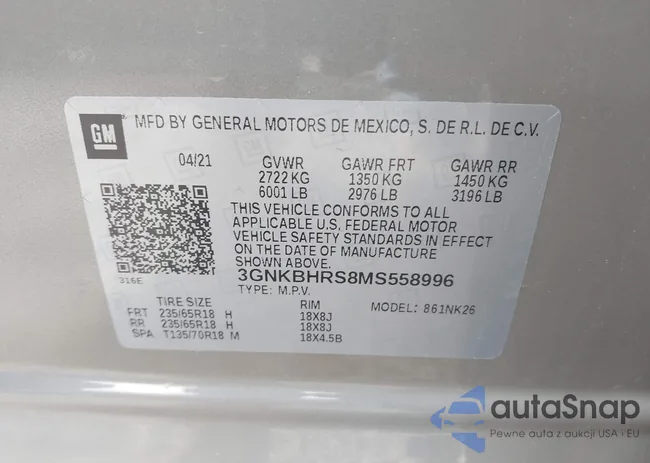 GM
MFD BY GENERAL MOTORS DE MEXICO, S. DE R.L. DE C.V.
04/21 GVWR GAWR FRT GAWR RR
2722 KG 1350 KG 1450 KG
6001 LB 2976 LB 3196 LB
THIS VEHICLE CONFORMS TO ALL
APPLICABLE U.S. FEDERAL MOTOR
VEHICLE SAFETY STANDARDS IN EFFECT
ON THE DATE OF MANUFACTURE
SHOWN ABOVE.
3GNKBHRS8MS558996
316E
TYPE: M.P.V.
TIRE SIZE RIM MODEL: 861NK26
FRT 235/65R18 H 18X8J
RR 235/65R18 H 18X8J
SPA T135/70R18 M 18X4.5B
autaSnap
Pewne auta z aukcji USA i EU